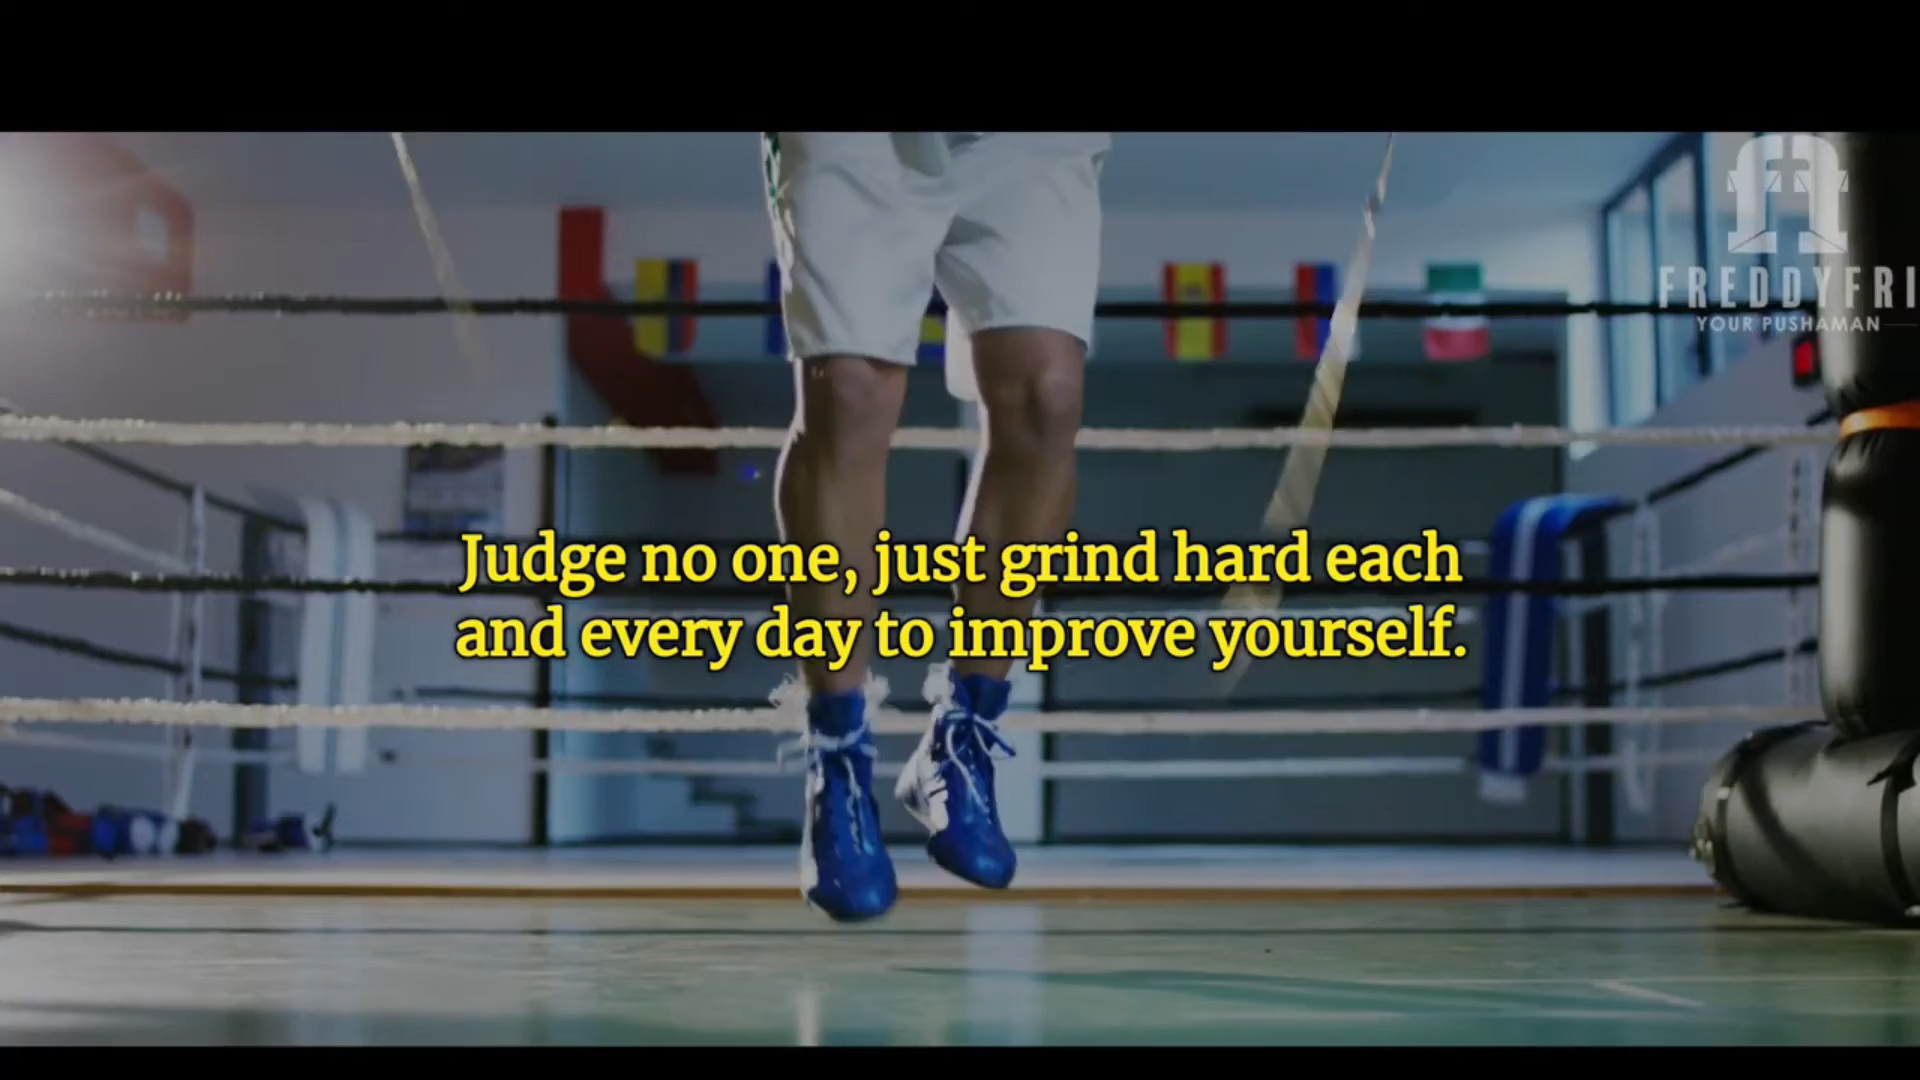 FREDDYFRI
YOUR PUSHAMAN
Judge no one, just grind hard each
and every day to improve yourself.